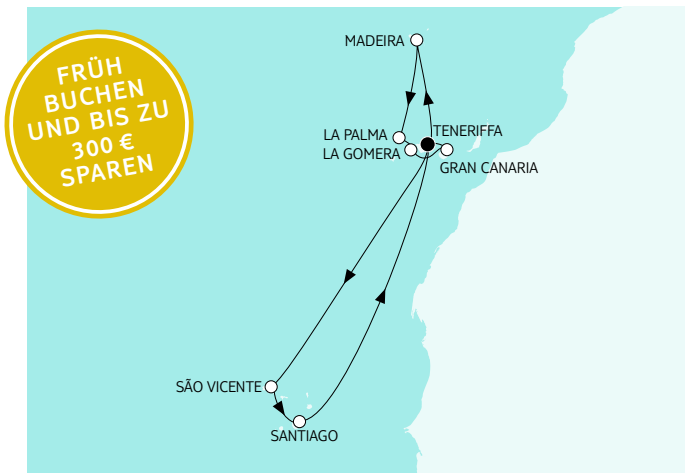 FRÜH
BUCHEN
UND BIS ZU
300 €
SPAREN
MADEIRA
LA PALMA
TENERIFFA
LA GOMERA
GRAN CANARIA
SÃO VICENTE
SANTIAGO